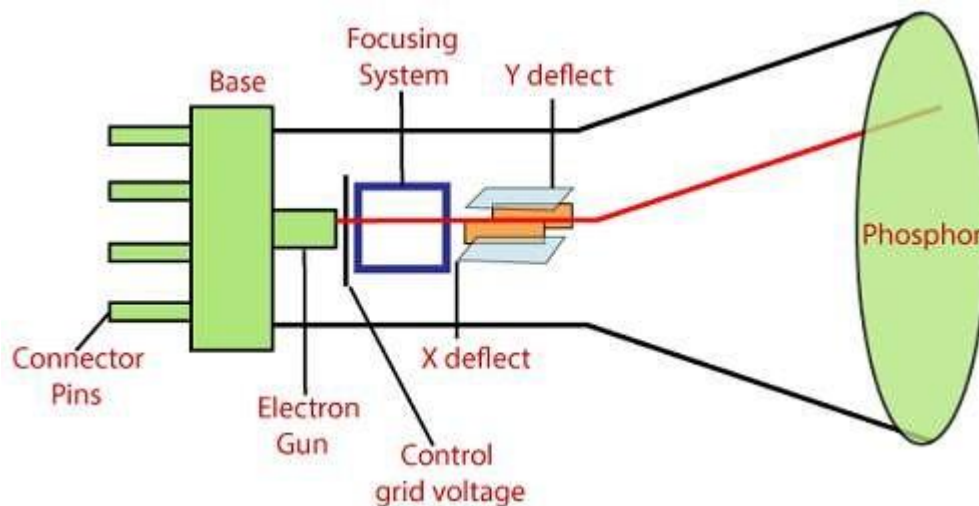 Focusing
System
Base
Y deflect
Phosphor
Connector
Pins
X deflect
Electron
Gun
Control
grid voltage